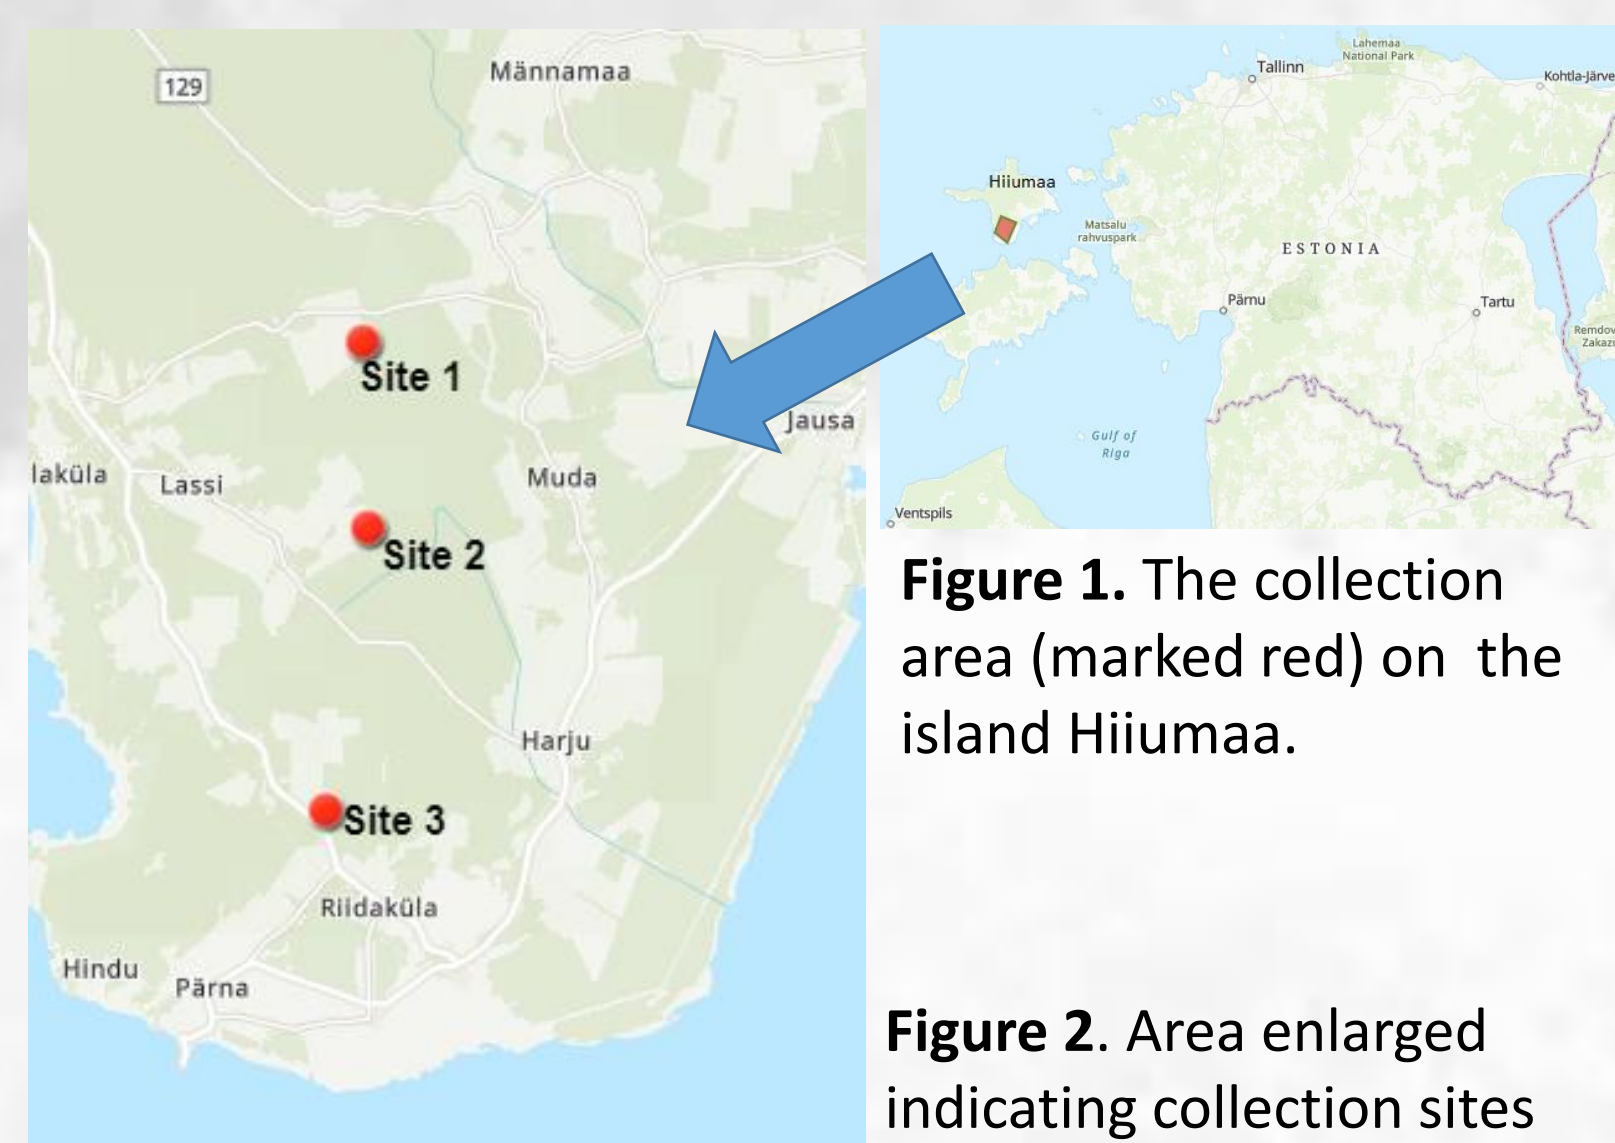 129
Männamaa
Site 1
Jausa
laküla
Lassi
Muda
Site 2
Harju
Site 3
Riidaküla
Hindu
Pärna
Lahemaa
National Park
Tallinn
Kohtla-Järve
Hiiumaa
Matsalu
rahvuspark
ESTONIA
Pärnu
Tartu
Remdov
Zakaz
Gulf of
Riga
Ventspils
Figure 1. The collection
area (marked red) on the
island Hiiumaa.
Figure 2. Area enlarged
indicating collection sites